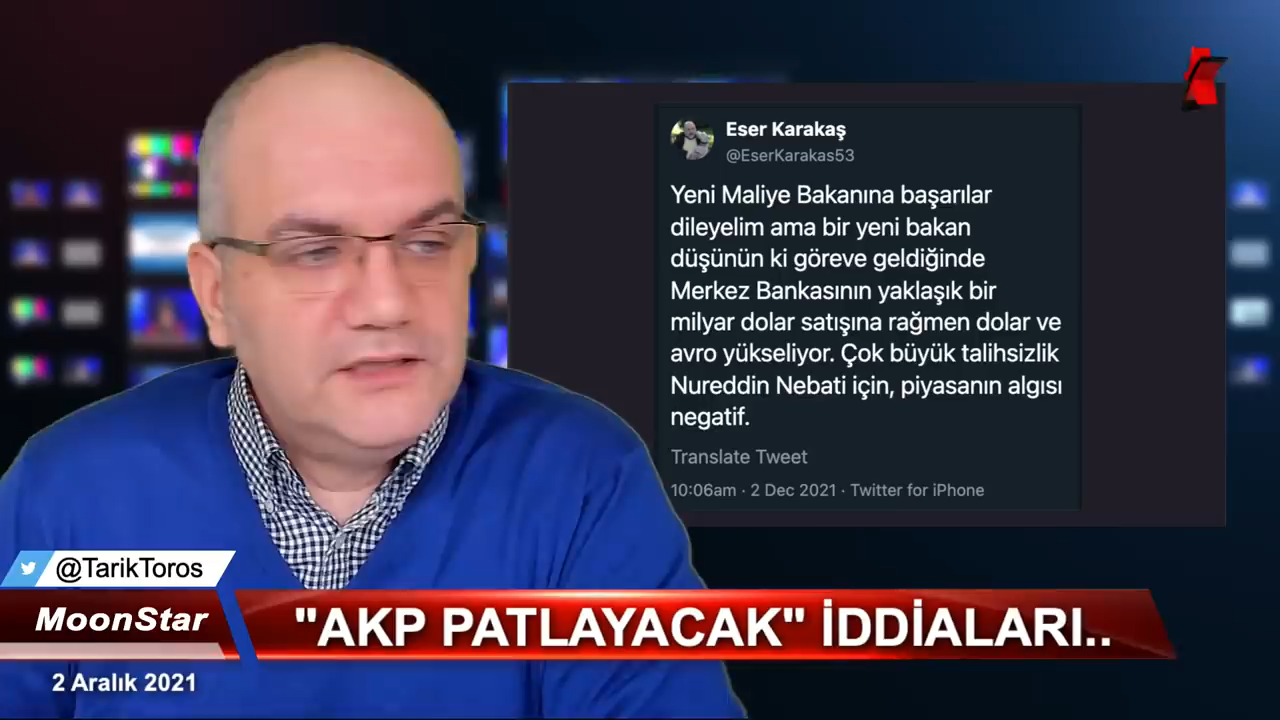 Eser Karakaş
@EserKarakas53
Yeni Maliye Bakanına başarılar
dileyelim ama bir yeni bakan
düşünün ki göreve geldiğinde
Merkez Bankasının yaklaşık bir
milyar dolar satışına rağmen dolar ve
avro yükseliyor. Çok büyük talihsizlik
Nureddin Nebati için, piyasanın algısı
negatif.
Translate Tweet
10:06am · 2 Dec 2021 · Twitter for iPhone
@TarikToros
MoonStar
"AKP PATLAYACAK" İDDİALARI..
2 Aralık 2021